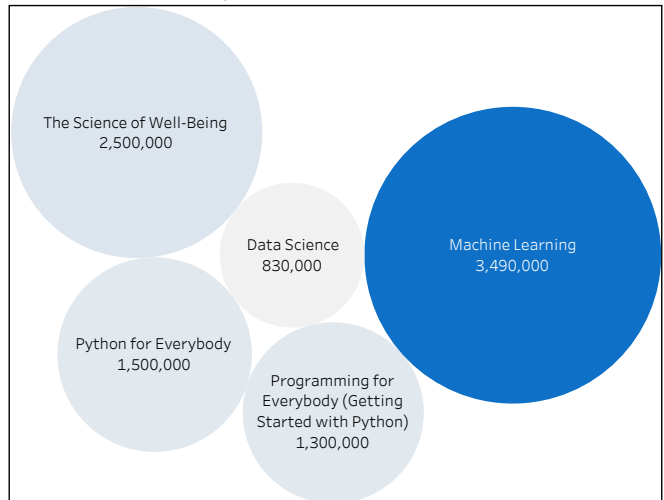 The Science of Well-Being
2,500,000
Data Science
830,000
Machine Learning
3,490,000
Python for Everybody
1,500,000
Programming for
Everybody (Getting
Started with Python)
1,300,000